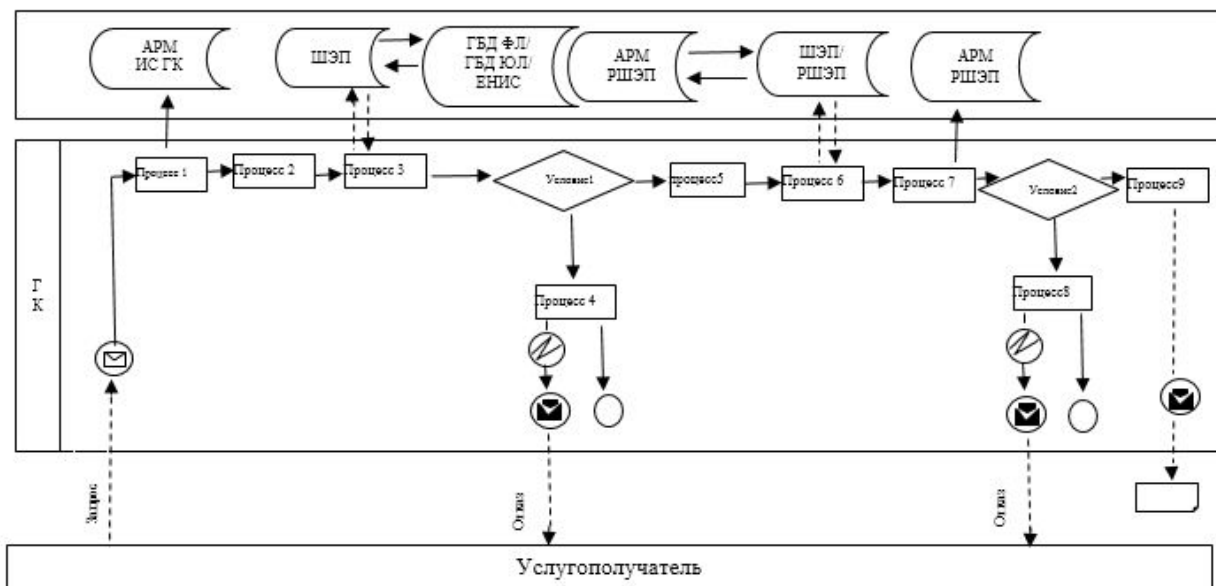 АРМ
ИС ГК
ШЭП
ГБД ФЛ/
ГБД ЮЛ/
ЕНИС
АРМ
РШЭП
ШЭП/
РШЭП
АРМ
РШЭП
Процесс 1
Процесс 2
Процесс 3
Условие1
процесс5
Процесс 6
Процесс 7
Условие2
Процесс9
Г
К
Процесс 4
Процесс8
Запрос
Отказ
Отказ
Услугополучатель